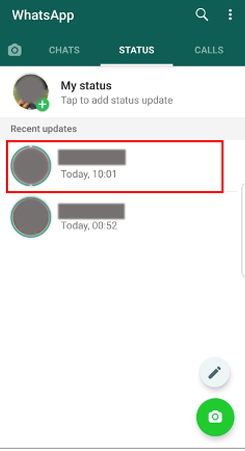 WhatsApp
CHATS STATUS CALLS
My status
Tap to add status update
Recent updates
Today, 10:01
Today, 00:52